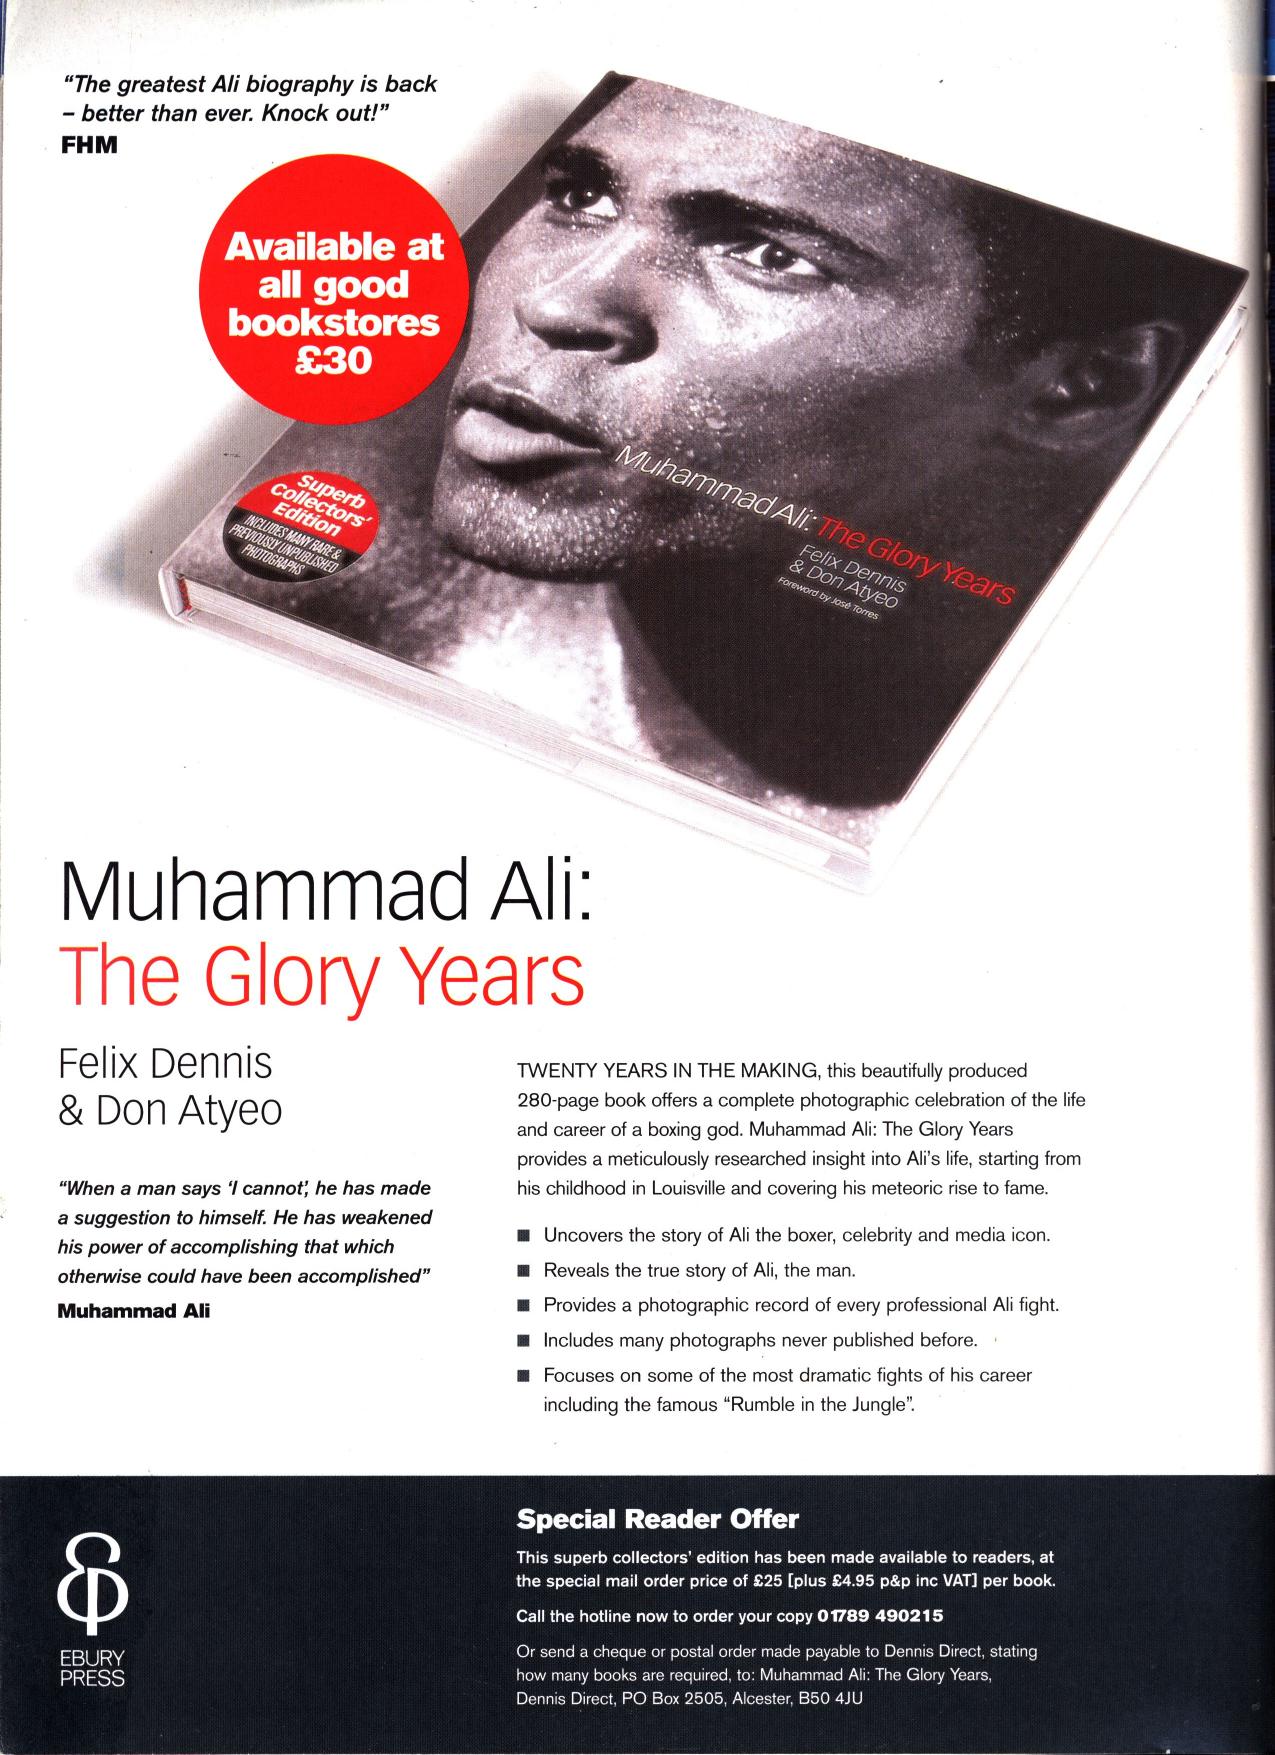 “The greatest Ali biography is back
– better than ever. Knock out!”
FHM
Available at
all good
bookstores
£30
Superb
Collectors’
Edition
INCLUDES MANY RARE &
PREVIOUSLY UNPUBLISHED
PHOTOGRAPHS
Muhammad Ali: The Glory Years
Felix Dennis
& Don Atyeo
Foreword by José Torres
Muhammad Ali:
The Glory Years
Felix Dennis
& Don Atyeo
“When a man says ‘I cannot’, he has made
a suggestion to himself. He has weakened
his power of accomplishing that which
otherwise could have been accomplished”
Muhammad Ali
TWENTY YEARS IN THE MAKING, this beautifully produced
280-page book offers a complete photographic celebration of the life
and career of a boxing god. Muhammad Ali: The Glory Years
provides a meticulously researched insight into Ali’s life, starting from
his childhood in Louisville and covering his meteoric rise to fame.
■ Uncovers the story of Ali the boxer, celebrity and media icon.
■ Reveals the true story of Ali, the man.
■ Provides a photographic record of every professional Ali fight.
■ Includes many photographs never published before.
■ Focuses on some of the most dramatic fights of his career
including the famous “Rumble in the Jungle”.
EBURY
PRESS
Special Reader Offer
This superb collectors’ edition has been made available to readers, at
the special mail order price of £25 [plus £4.95 p&p inc VAT] per book.
Call the hotline now to order your copy 01789 490215
Or send a cheque or postal order made payable to Dennis Direct, stating
how many books are required, to: Muhammad Ali: The Glory Years,
Dennis Direct, PO Box 2505, Alcester, B50 4JU